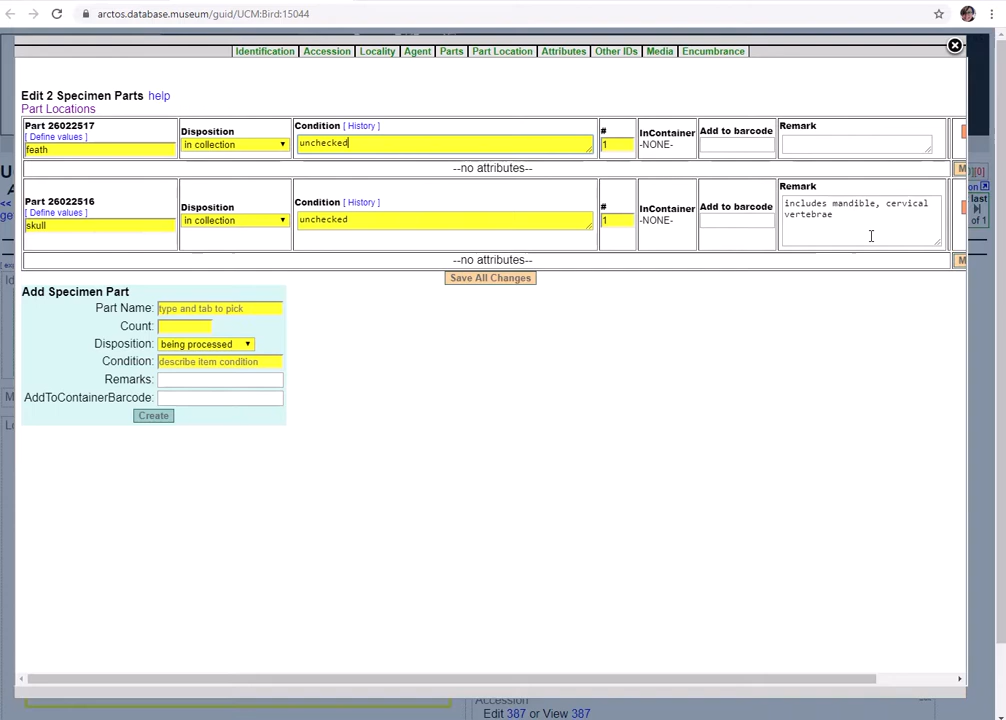 arctos.database.museum/guid/UCM:Bird:15044
Identification Accession Locality Agent Parts Part Location Attributes Other IDs Media Encumbrance
Edit 2 Specimen Parts help
Part Locations
Part 26022517 Disposition Condition [ History ] # InContainer Add to barcode Remark
[ Define values ] in collection unchecked 1 -NONE-
feath
--no attributes--
Part 26022516 Disposition Condition [ History ] # InContainer Add to barcode Remark
[ Define values ] in collection unchecked 1 -NONE- includes mandible, cervical
skull vertebrae
--no attributes--
Save All Changes
Add Specimen Part
Part Name: type and tab to pick
Count:
Disposition: being processed
Condition: describe item condition
Remarks:
AddToContainerBarcode:
Create
Accession
Edit 387 or View 387